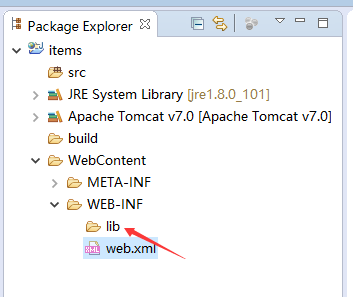 Package Explorer
items
src
JRE System Library [jre1.8.0_101]
Apache Tomcat v7.0 [Apache Tomcat v7.0]
build
WebContent
META-INF
WEB-INF
lib
web.xml